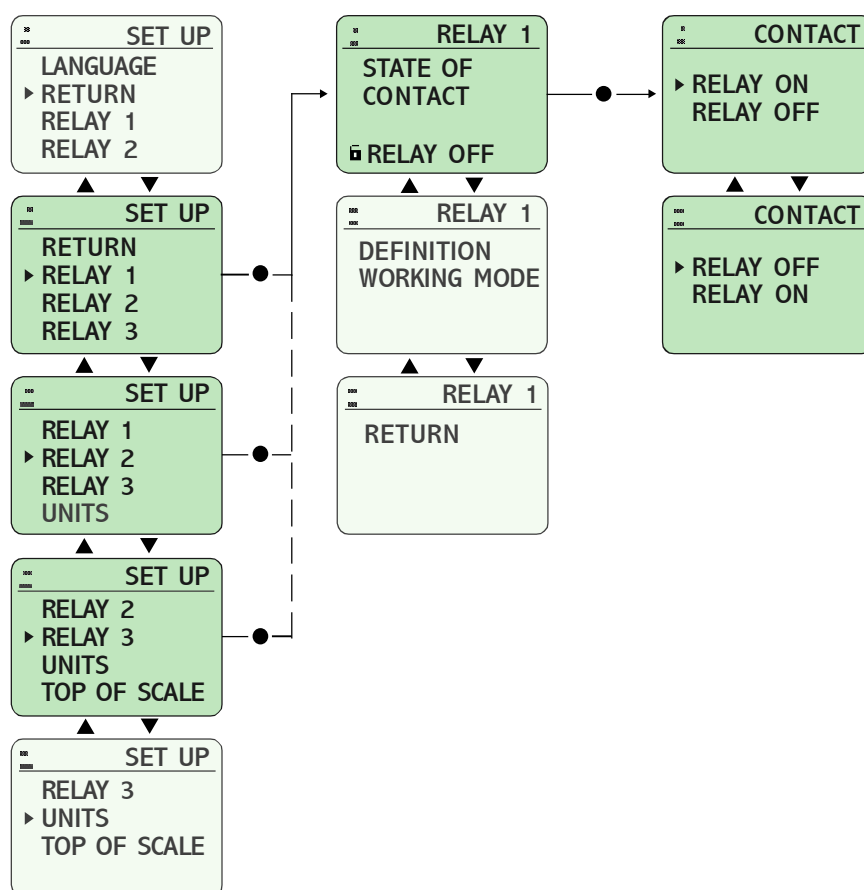 SET UP
LANGUAGE
RETURN
RELAY 1
RELAY 2
SET UP
RETURN
RELAY 1
RELAY 2
RELAY 3
SET UP
RELAY 1
RELAY 2
RELAY 3
UNITS
SET UP
RELAY 2
RELAY 3
UNITS
TOP OF SCALE
SET UP
RELAY 3
UNITS
TOP OF SCALE
RELAY 1
STATE OF
CONTACT
RELAY OFF
RELAY 1
DEFINITION
WORKING MODE
RELAY 1
RETURN
CONTACT
RELAY ON
RELAY OFF
CONTACT
RELAY OFF
RELAY ON